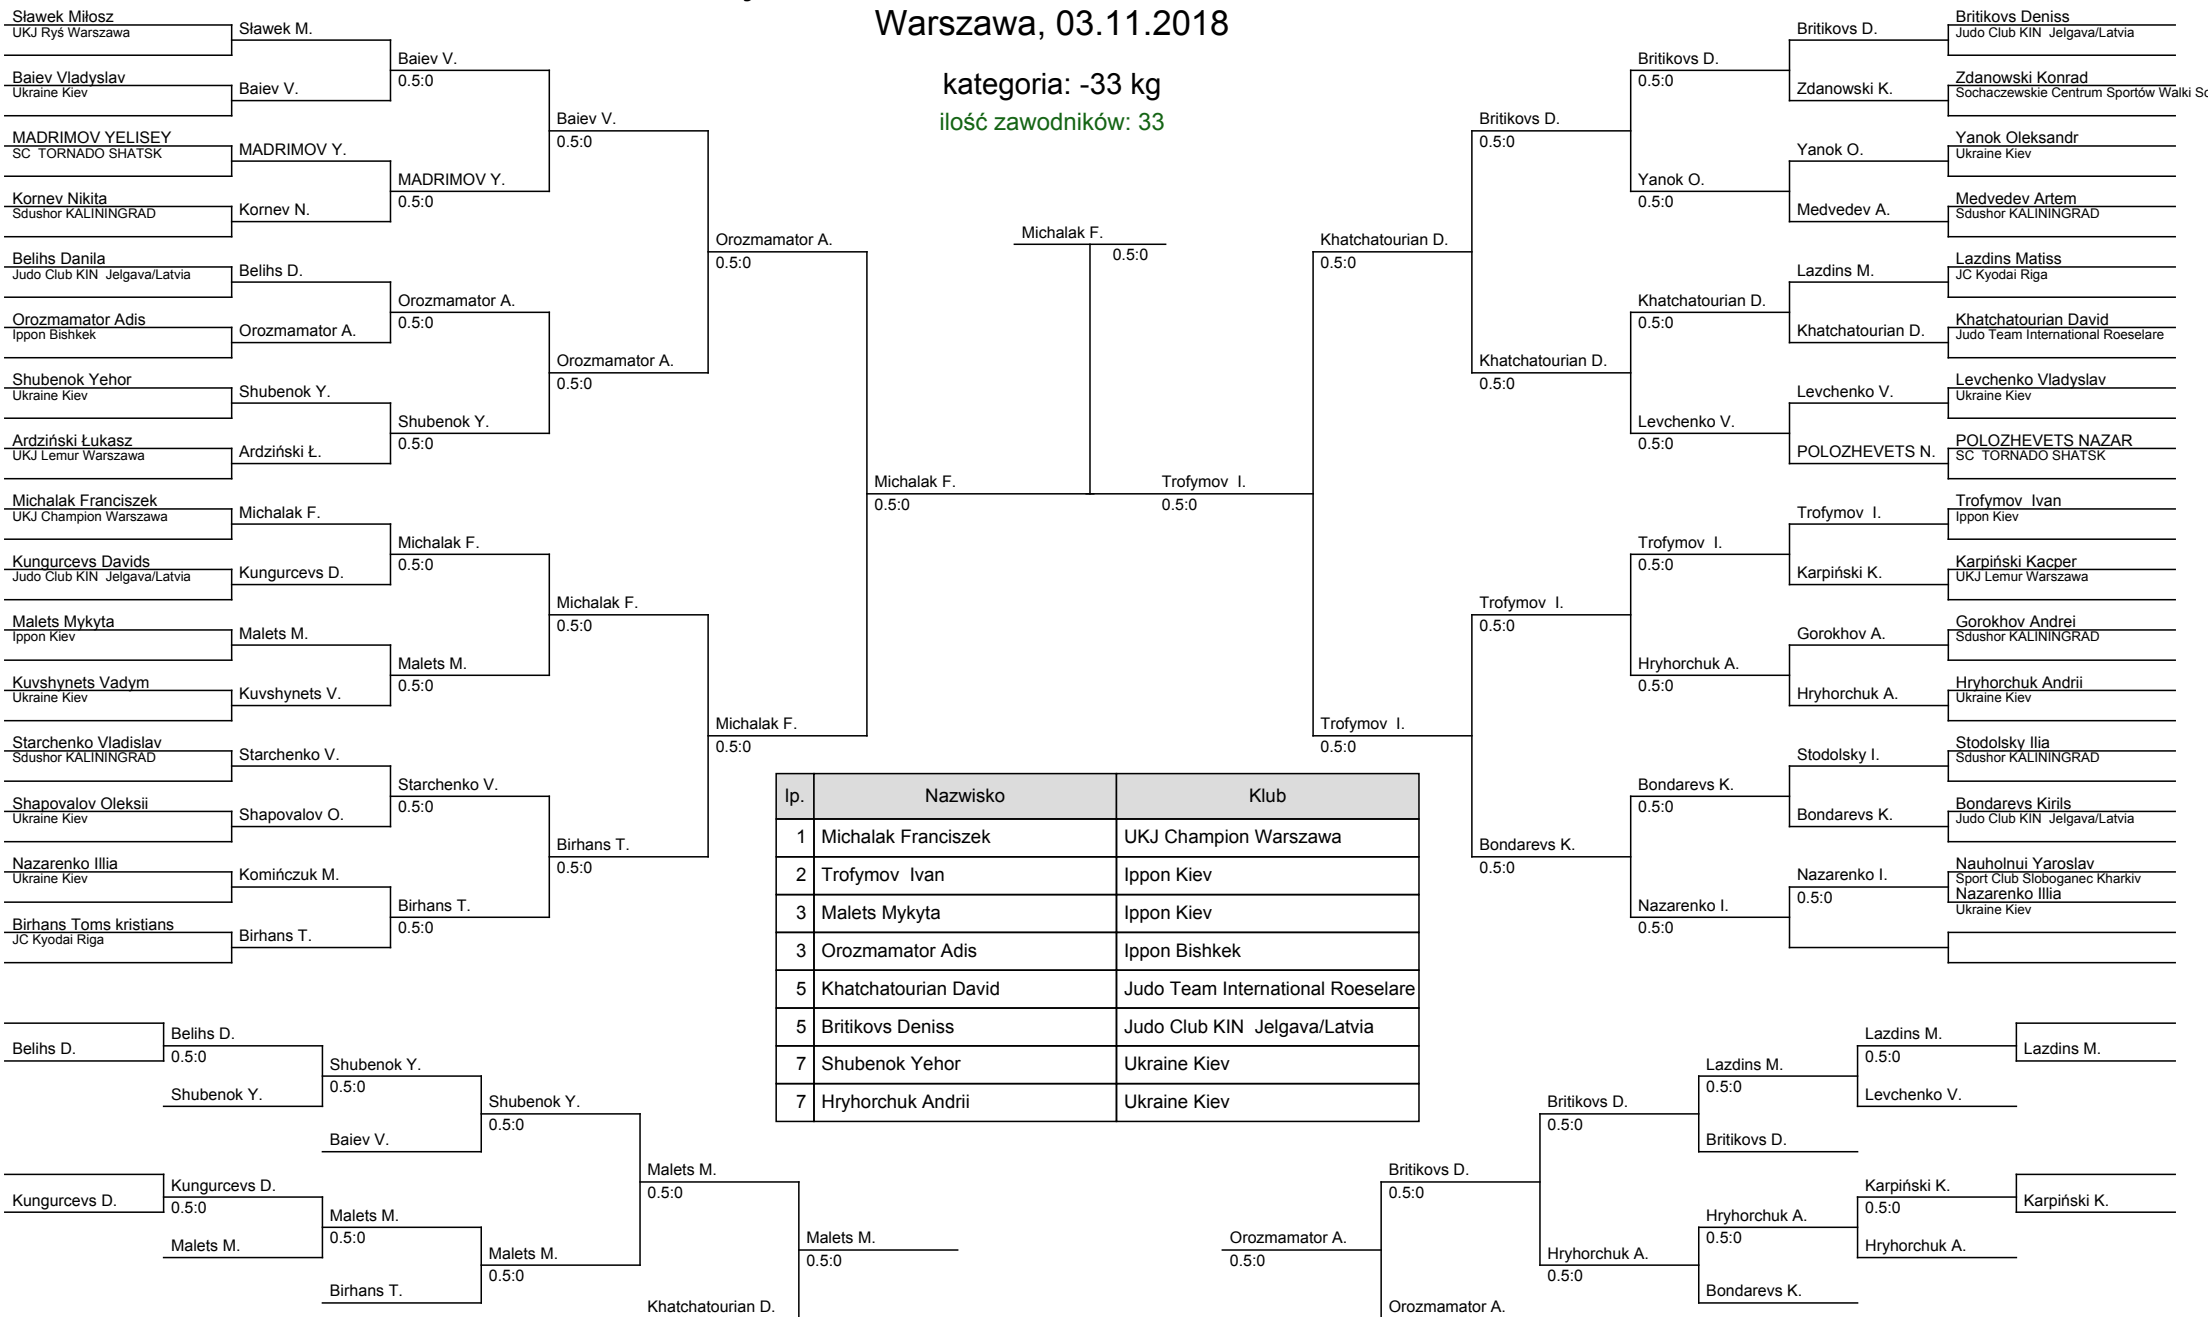 Warszawa, 03.11.2018
kategoria: -33 kg
ilość zawodników: 33
Sławek Miłosz
UKJ Ryś Warszawa
Baiev Vladyslav
Ukraine Kiev
MADRIMOV YELISEY
SC TORNADO SHATSK
Kornev Nikita
Sdushor KALININGRAD
Belihs Danila
Judo Club KIN Jelgava/Latvia
Orozmamator Adis
Ippon Bishkek
Shubenok Yehor
Ukraine Kiev
Ardziński Łukasz
UKJ Lemur Warszawa
Michalak Franciszek
UKJ Champion Warszawa
Kungurcevs Davids
Judo Club KIN Jelgava/Latvia
Malets Mykyta
Ippon Kiev
Kuvshynets Vadym
Ukraine Kiev
Starchenko Vladislav
Sdushor KALININGRAD
Shapovalov Oleksii
Ukraine Kiev
Nazarenko Illia
Ukraine Kiev
Birhans Toms kristians
JC Kyodai Riga
Sławek M.
Baiev V.
MADRIMOV Y.
Kornev N.
Belihs D.
Orozmamator A.
Shubenok Y.
Ardziński Ł.
Michalak F.
Kungurcevs D.
Malets M.
Kuvshynets V.
Starchenko V.
Shapovalov O.
Komińczuk M.
Birhans T.
Baiev V.
0.5:0
MADRIMOV Y.
0.5:0
Orozmamator A.
0.5:0
Shubenok Y.
0.5:0
Michalak F.
0.5:0
Malets M.
0.5:0
Starchenko V.
0.5:0
Birhans T.
0.5:0
Baiev V.
0.5:0
Orozmamator A.
0.5:0
Michalak F.
0.5:0
Birhans T.
0.5:0
Orozmamator A.
0.5:0
Michalak F.
0.5:0
Michalak F.
0.5:0
Michalak F.
0.5:0
Trofymov I.
0.5:0
Khatchatourian D.
0.5:0
Trofymov I.
0.5:0
Britikovs D.
0.5:0
Khatchatourian D.
0.5:0
Trofymov I.
0.5:0
Bondarevs K.
0.5:0
Britikovs D.
0.5:0
Yanok O.
0.5:0
Khatchatourian D.
0.5:0
Levchenko V.
0.5:0
Trofymov I.
0.5:0
Hryhorchuk A.
0.5:0
Bondarevs K.
0.5:0
Nazarenko I.
0.5:0
Britikovs D.
Zdanowski K.
Yanok O.
Medvedev A.
Lazdins M.
Khatchatourian D.
Levchenko V.
POLOZHEVETS N.
Trofymov I.
Karpiński K.
Gorokhov A.
Hryhorchuk A.
Stodolsky I.
Bondarevs K.
Nazarenko I.
0.5:0
Britikovs Deniss
Judo Club KIN Jelgava/Latvia
Zdanowski Konrad
Sochaczewskie Centrum Sportów Walki So
Yanok Oleksandr
Ukraine Kiev
Medvedev Artem
Sdushor KALININGRAD
Lazdins Matiss
JC Kyodai Riga
Khatchatourian David
Judo Team International Roeselare
Levchenko Vladyslav
Ukraine Kiev
POLOZHEVETS NAZAR
SC TORNADO SHATSK
Trofymov Ivan
Ippon Kiev
Karpiński Kacper
UKJ Lemur Warszawa
Gorokhov Andrei
Sdushor KALININGRAD
Hryhorchuk Andrii
Ukraine Kiev
Stodolsky Ilia
Sdushor KALININGRAD
Bondarevs Kirils
Judo Club KIN Jelgava/Latvia
Nauholnui Yaroslav
Sport Club Sloboganec Kharkiv
Nazarenko Illia
Ukraine Kiev
lp. Nazwisko Klub
1 Michalak Franciszek UKJ Champion Warszawa
2 Trofymov Ivan Ippon Kiev
3 Malets Mykyta Ippon Kiev
3 Orozmamator Adis Ippon Bishkek
5 Khatchatourian David Judo Team International Roeselare
5 Britikovs Deniss Judo Club KIN Jelgava/Latvia
7 Shubenok Yehor Ukraine Kiev
7 Hryhorchuk Andrii Ukraine Kiev
Belihs D.
Kungurcevs D.
Belihs D.
0.5:0
Shubenok Y.
Kungurcevs D.
0.5:0
Malets M.
Shubenok Y.
0.5:0
Baiev V.
Malets M.
0.5:0
Birhans T.
Shubenok Y.
0.5:0
Malets M.
0.5:0
Malets M.
0.5:0
Khatchatourian D.
Malets M.
0.5:0
Orozmamator A.
0.5:0
Britikovs D.
0.5:0
Orozmamator A.
Britikovs D.
0.5:0
Hryhorchuk A.
0.5:0
Lazdins M.
0.5:0
Britikovs D.
Hryhorchuk A.
0.5:0
Bondarevs K.
Lazdins M.
0.5:0
Levchenko V.
Karpiński K.
0.5:0
Hryhorchuk A.
Lazdins M.
Karpiński K.